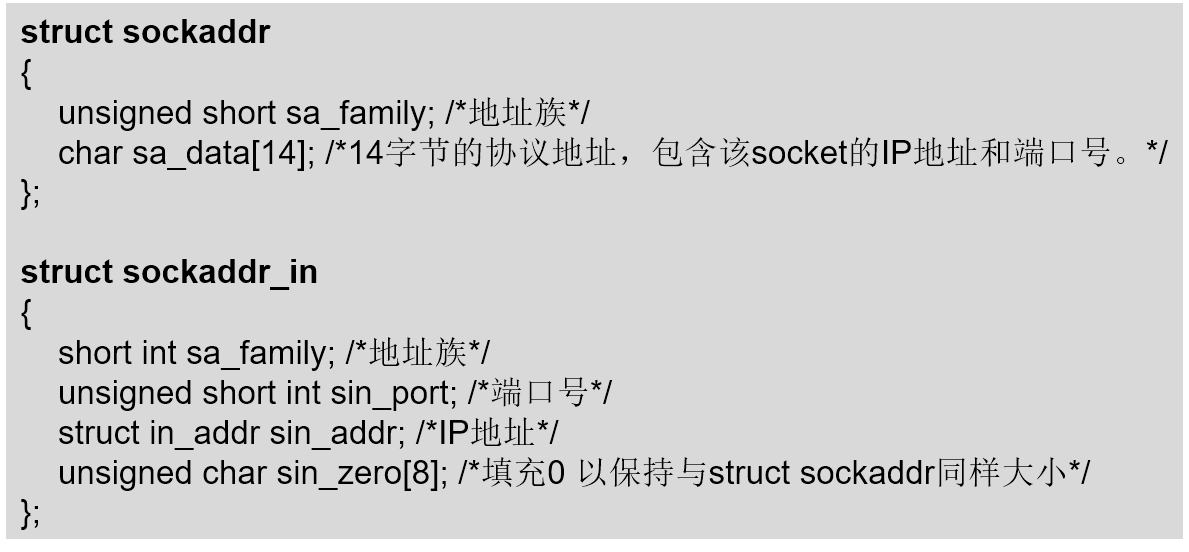 struct sockaddr
{
unsigned short sa_family; /*地址族*/
char sa_data[14]; /*14字节的协议地址，包含该socket的IP地址和端口号。*/
};
struct sockaddr_in
{
short int sa_family; /*地址族*/
unsigned short int sin_port; /*端口号*/
struct in_addr sin_addr; /*IP地址*/
unsigned char sin_zero[8]; /*填充0 以保持与struct sockaddr同样大小*/
};